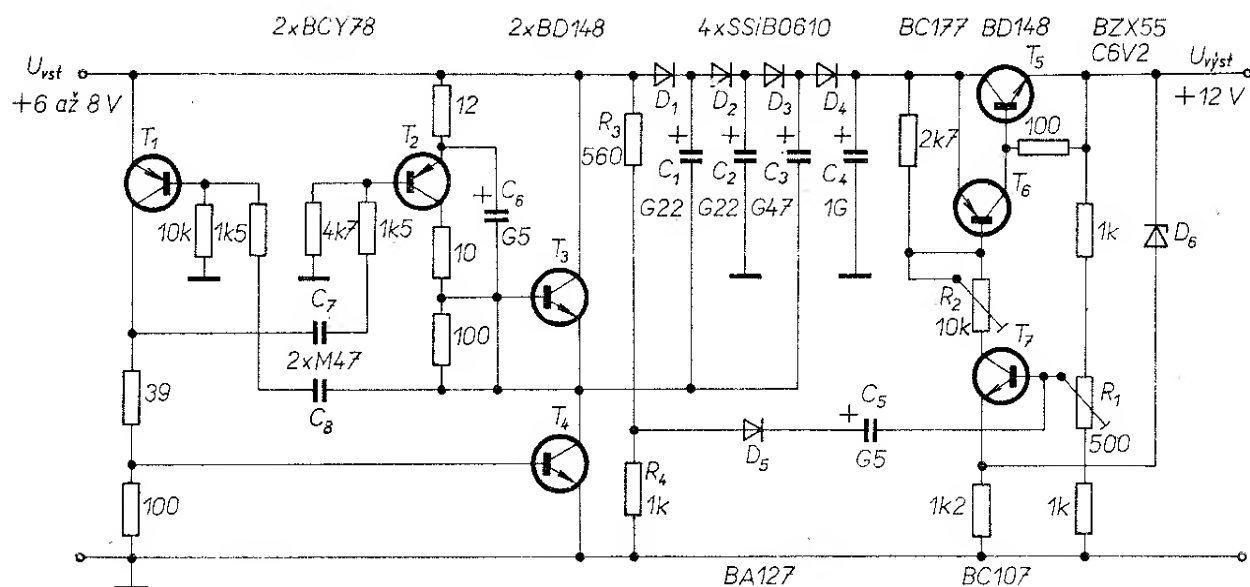 2xBCY78
2xBD148
4xSSiB0610
BC177
BD148
BZX55
C6V2
Uvst
+6 až 8V
12
T1
T2
R3
560
D1
D2
D3
D4
2k7
T5
100
Uvýst
+12 V
10k
1k5
4k7
1k5
C6
G5
C1
G22
C2
G22
C3
G47
C4
1G
T6
1k
D6
10
T3
C7
2xM47
C8
100
R2
10k
T7
39
T4
D5
C5
G5
R1
500
100
R4
1k
1k2
1k
BA127
BC107